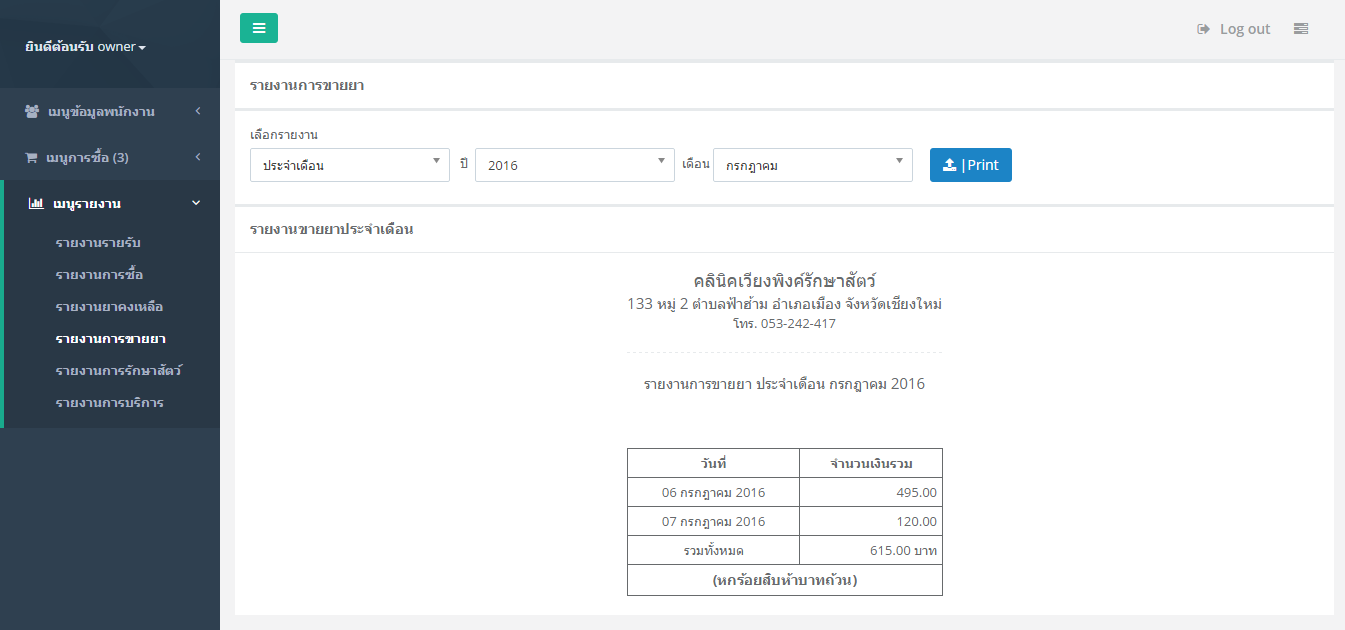 ยินดีต้อนรับ owner
เมนูข้อมูลพนักงาน
เมนูการซื้อ (3)
เมนูรายงาน
รายงานรายรับ
รายงานการซื้อ
รายงานยาคงเหลือ
รายงานการขายยา
รายงานการรักษาสัตว์
รายงานการบริการ
Log out
รายงานการขายยา
เลือกรายงาน
ประจำเดือน ปี 2016 เดือน กรกฎาคม |Print
รายงานขายยาประจำเดือน
คลินิคเวียงพิงค์รักษาสัตว์
133 หมู่ 2 ตำบลฟ้าฮ้าม อำเภอเมือง จังหวัดเชียงใหม่
โทร. 053-242-417
รายงานการขายยา ประจำเดือน กรกฎาคม 2016
วันที่ จำนวนเงินรวม
06 กรกฎาคม 2016 495.00
07 กรกฎาคม 2016 120.00
รวมทั้งหมด 615.00 บาท
(หกร้อยสิบห้าบาทถ้วน)